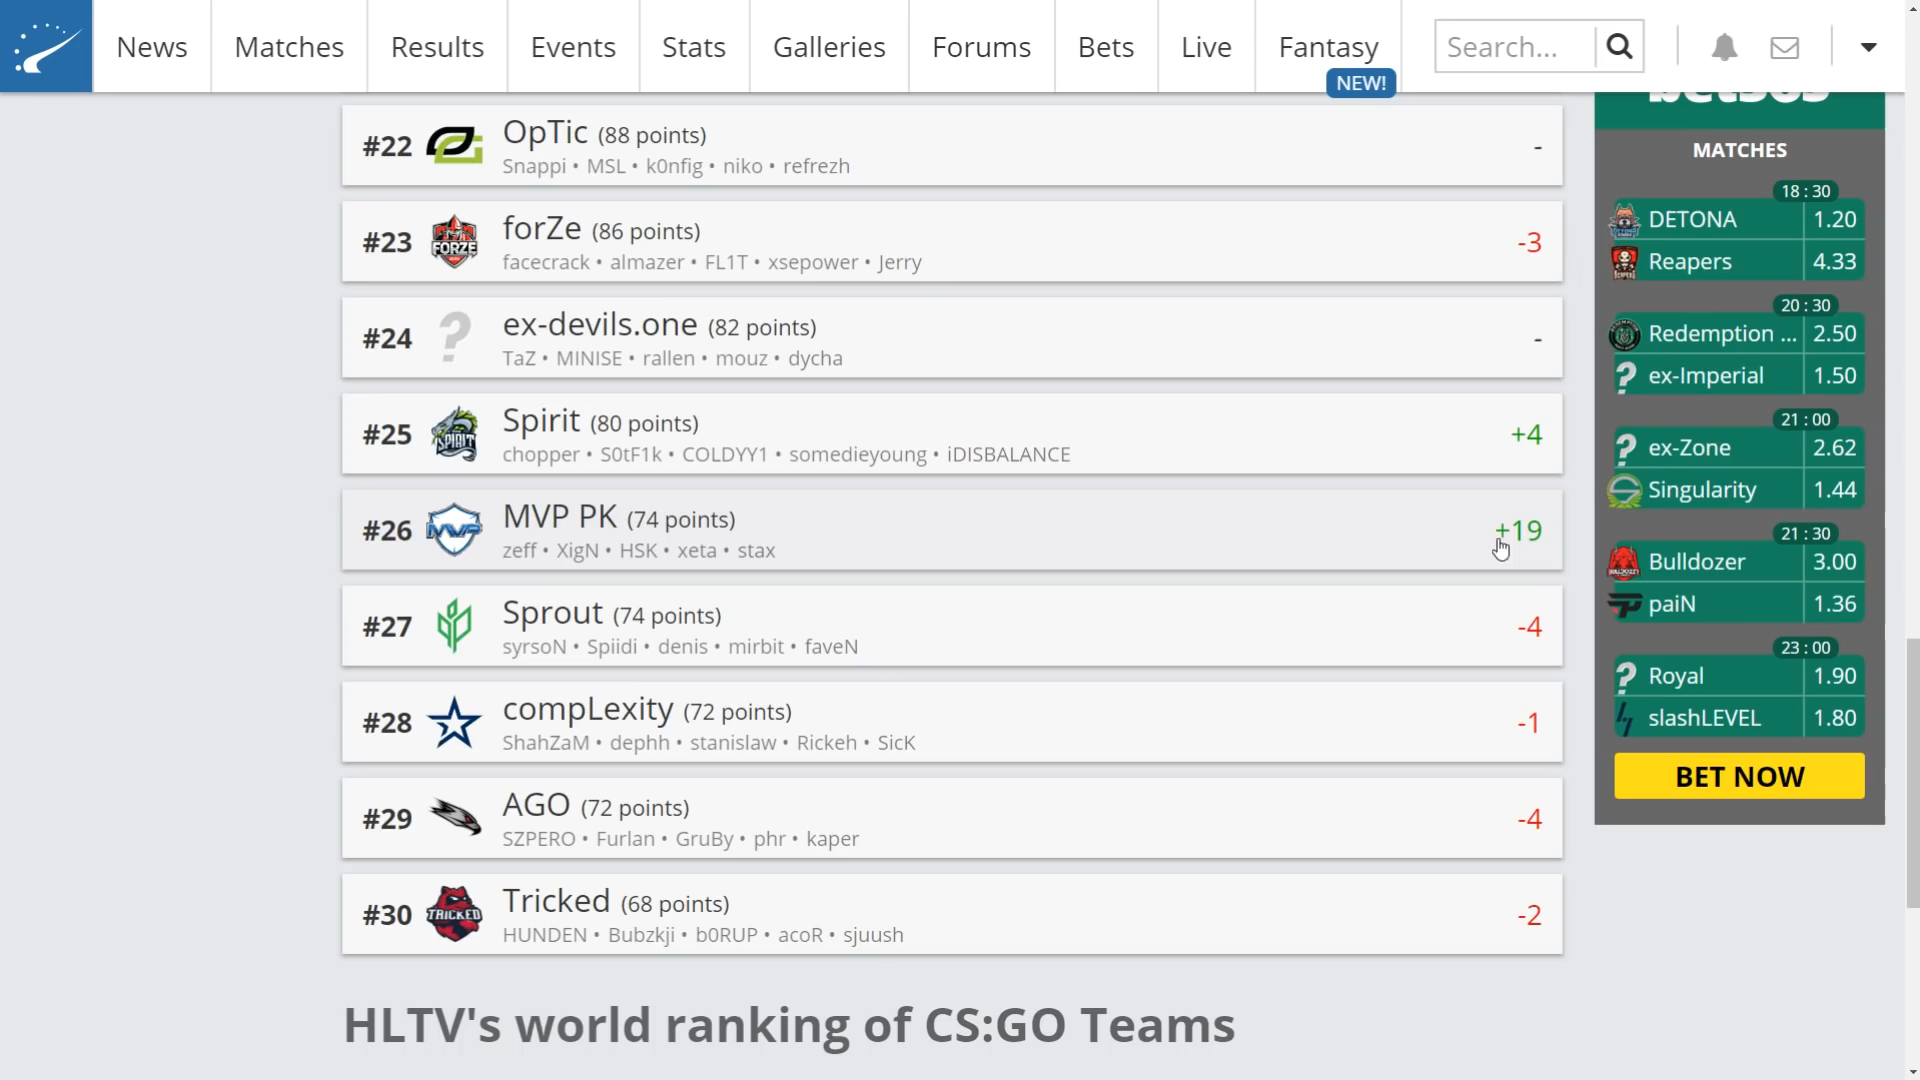 News
Matches
Results
Events
Stats
Galleries
Forums
Bets
Live
Fantasy
NEW!
Search...
#22
OpTic (88 points)
Snappi • MSL • k0nfig • niko • refrezh
-
#23
FORZE
forZe (86 points)
facecrack • almazer • FL1T • xsepower • Jerry
-3
#24
?
ex-devils.one (82 points)
TaZ • MINISE • rallen • mouz • dycha
-
#25
SPIRIT
Spirit (80 points)
chopper • S0tF1k • COLDYY1 • somedieyoung • iDISBALANCE
+4
#26
MVP
MVP PK (74 points)
zeff • XigN • HSK • xeta • stax
+19
#27
Sprout (74 points)
syrsoN • Spiidi • denis • mirbit • faveN
-4
#28
compLexity (72 points)
ShahZaM • dephh • stanislaw • Rickeh • SicK
-1
#29
AGO (72 points)
SZPERO • Furlan • GruBy • phr • kaper
-4
#30
TRICKED
Tricked (68 points)
HUNDEN • Bubzkji • b0RUP • acoR • sjuush
-2
HLTV's world ranking of CS:GO Teams
MATCHES
18 : 30
DETONA 1.20
Reapers 4.33
20 : 30
Redemption ... 2.50
? ex-Imperial 1.50
21 : 00
? ex-Zone 2.62
Singularity 1.44
21 : 30
Bulldozer 3.00
paiN 1.36
23 : 00
? Royal 1.90
slashLEVEL 1.80
BET NOW